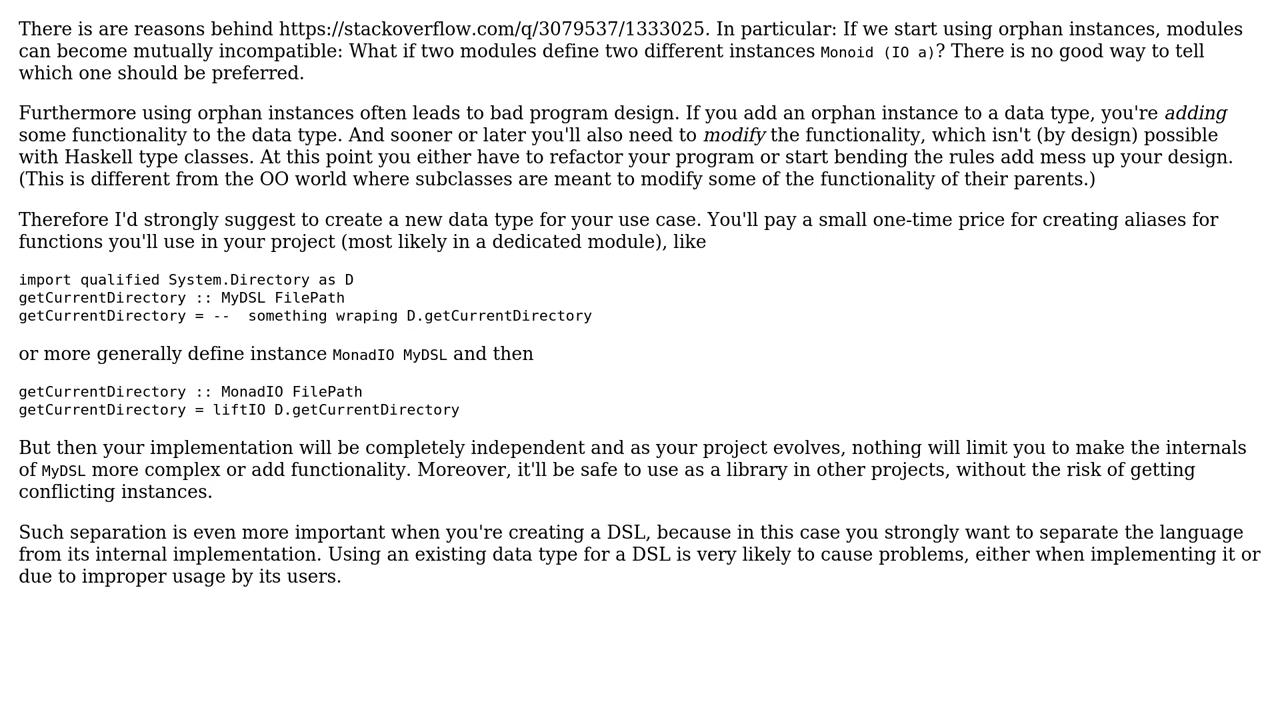 There is are reasons behind https://stackoverflow.com/q/3079537/1333025. In particular: If we start using orphan instances, modules
can become mutually incompatible: What if two modules define two different instances Monoid (IO a)? There is no good way to tell
which one should be preferred.
Furthermore using orphan instances often leads to bad program design. If you add an orphan instance to a data type, you're adding
some functionality to the data type. And sooner or later you'll also need to modify the functionality, which isn't (by design) possible
with Haskell type classes. At this point you either have to refactor your program or start bending the rules add mess up your design.
(This is different from the OO world where subclasses are meant to modify some of the functionality of their parents.)
Therefore I'd strongly suggest to create a new data type for your use case. You'll pay a small one-time price for creating aliases for
functions you'll use in your project (most likely in a dedicated module), like
import qualified System.Directory as D
getCurrentDirectory :: MyDSL FilePath
getCurrentDirectory = --  something wraping D.getCurrentDirectory
or more generally define instance MonadIO MyDSL and then
getCurrentDirectory :: MonadIO FilePath
getCurrentDirectory = liftIO D.getCurrentDirectory
But then your implementation will be completely independent and as your project evolves, nothing will limit you to make the internals
of MyDSL more complex or add functionality. Moreover, it'll be safe to use as a library in other projects, without the risk of getting
conflicting instances.
Such separation is even more important when you're creating a DSL, because in this case you strongly want to separate the language
from its internal implementation. Using an existing data type for a DSL is very likely to cause problems, either when implementing it or
due to improper usage by its users.